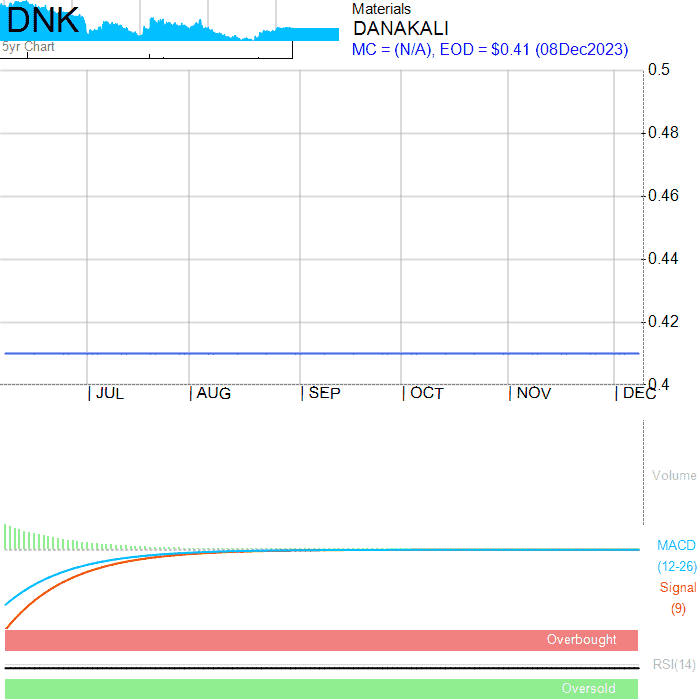 DNK
5yr Chart
Materials
DANAKALI
MC = (N/A), EOD = $0.41 (08Dec2023)
0.5
0.48
0.46
0.44
0.42
0.4
JUL
AUG
SEP
OCT
NOV
DEC
Volume
MACD
(12-26)
Signal
(9)
Overbought
RSI(14)
Oversold